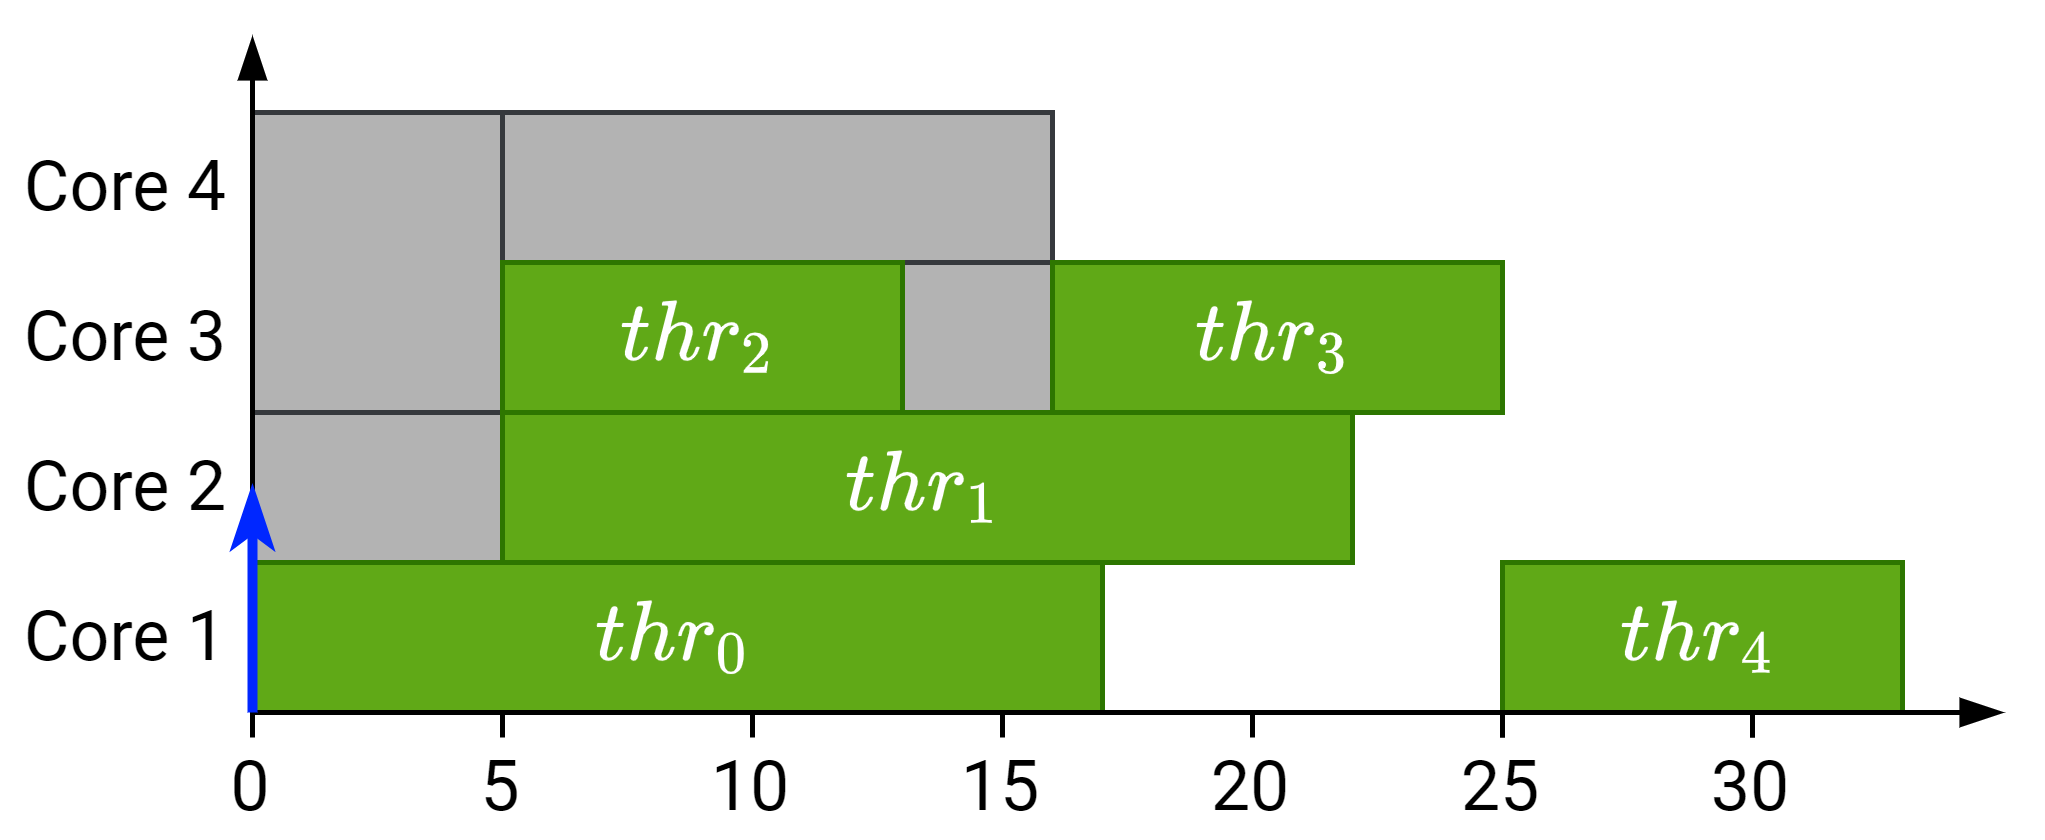 Core 4
Core 3 thr₂ thr₃
Core 2 thr₁
Core 1 thr₀ thr₄
0 5 10 15 20 25 30